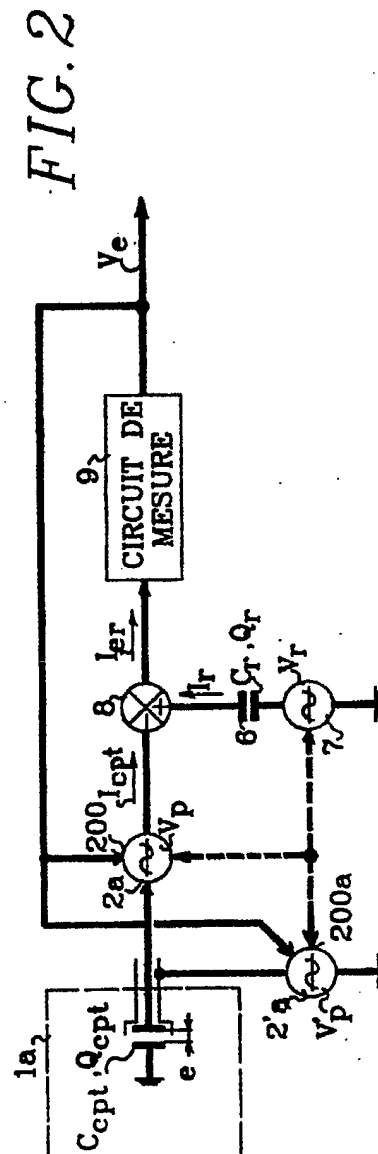 FIG. 2
1a
Ccpt, Qcpt
e
200
Icpt
2a
Vp
8
Ier
9
CIRCUIT DE
MESURE
Ve
Ir
6
Cr, Qr
Vr
7
200a
2'a
V'p